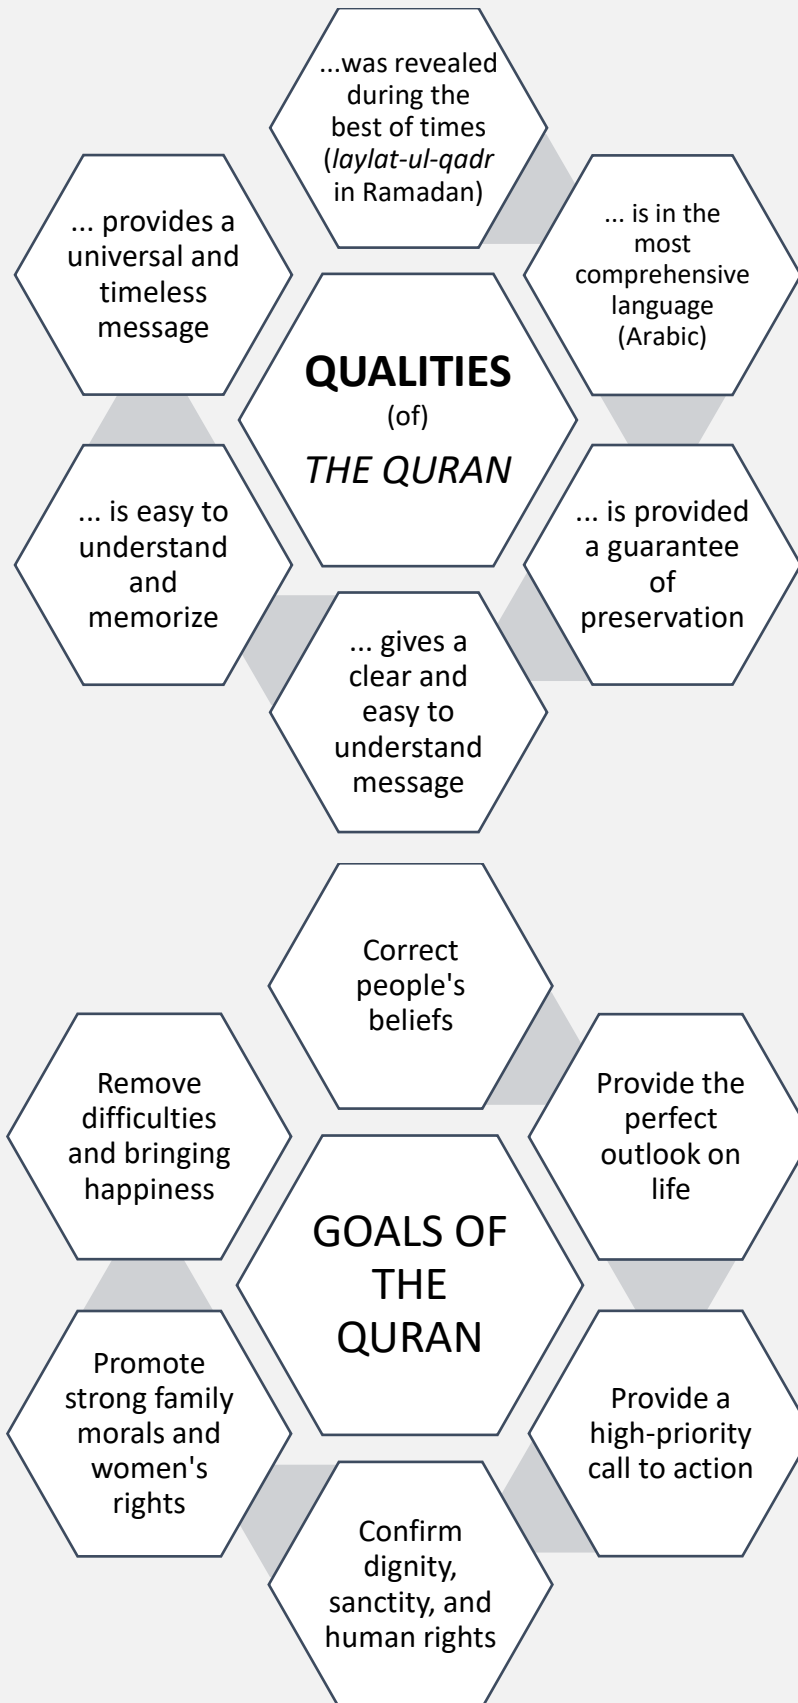 ...was revealed
during the
best of times
(laylat-ul-qadr
in Ramadan)
... provides a
universal and
timeless
message
... is in the
most
comprehensive
language
(Arabic)
QUALITIES
(of)
THE QURAN
... is easy to
understand
and
memorize
... is provided
a guarantee
of
preservation
... gives a
clear and
easy to
understand
message
Correct
people's
beliefs
Remove
difficulties
and bringing
happiness
Provide the
perfect
outlook on
life
GOALS OF
THE
QURAN
Promote
strong family
morals and
women's
rights
Provide a
high-priority
call to action
Confirm
dignity,
sanctity, and
human rights